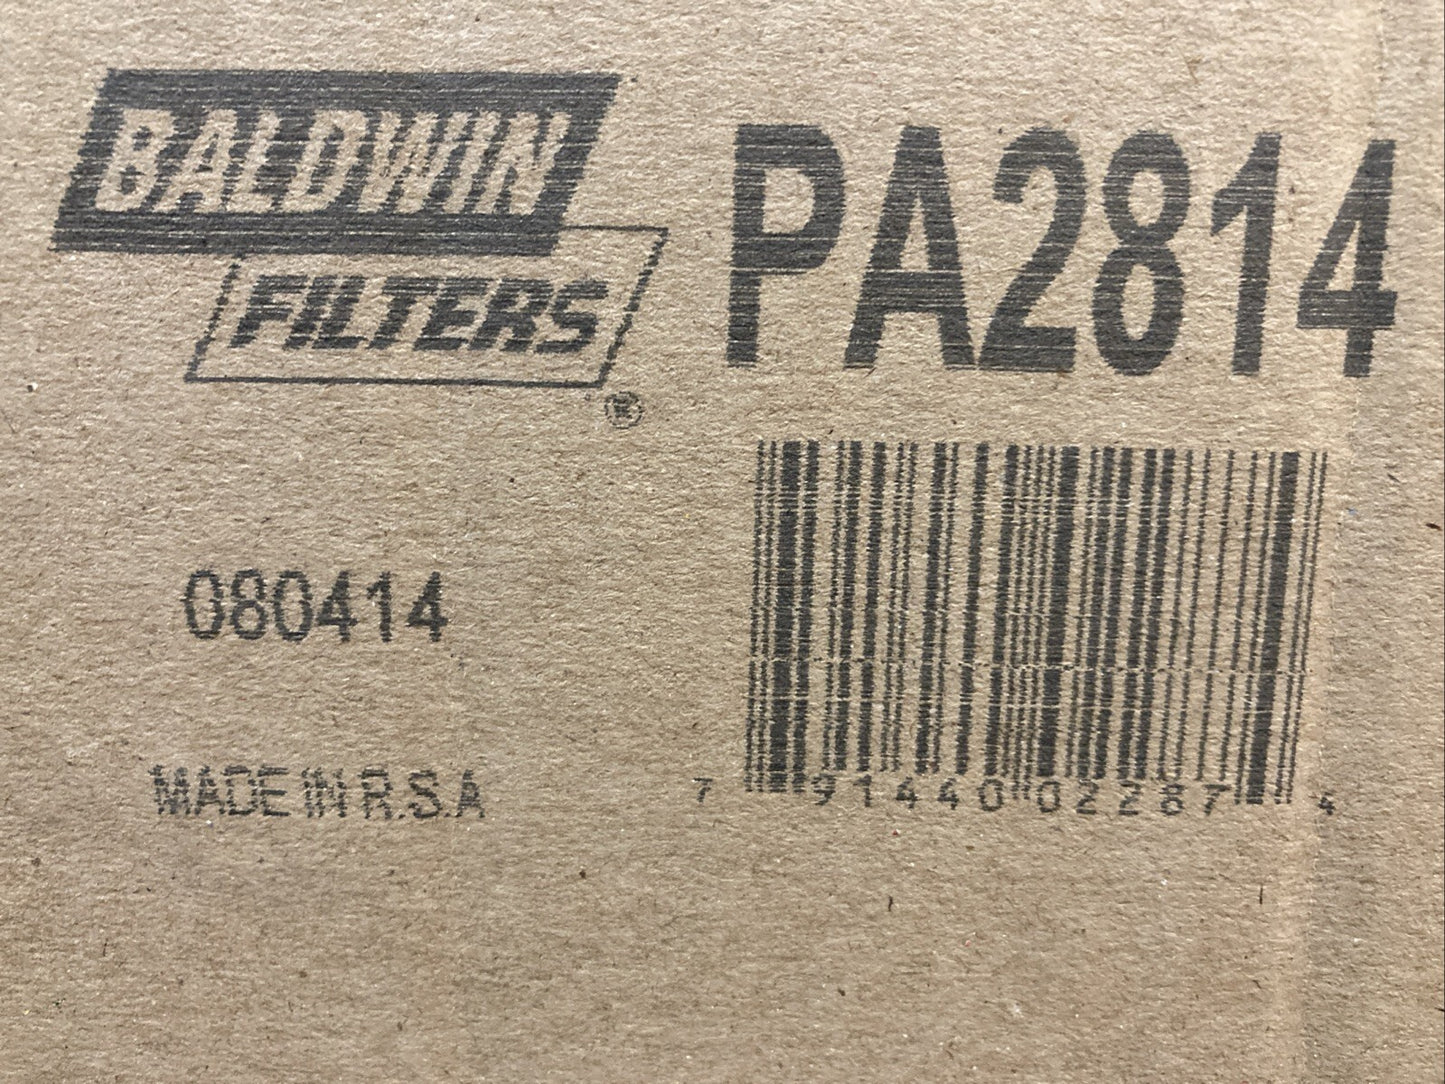 BALDWIN
FILTERS
®
PA2814
080414
MADE IN R.S.A
7 91440 02287 4